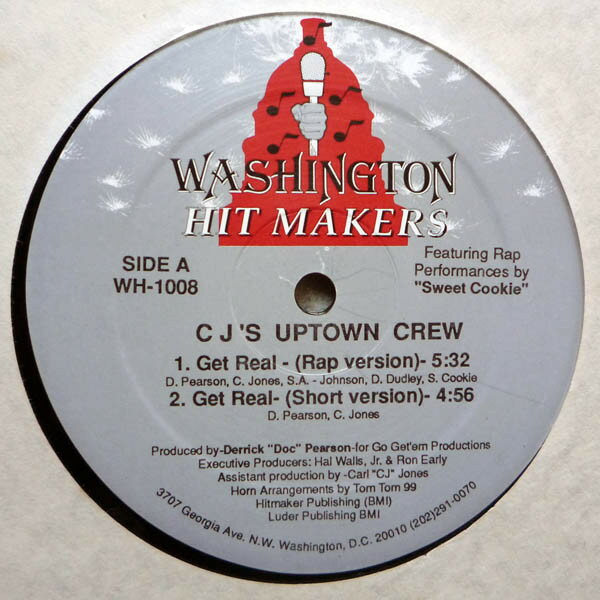 WASHINGTON
HIT MAKERS
SIDE A
WH-1008
Featuring Rap
Performances by
"Sweet Cookie"
C J'S UPTOWN CREW
1. Get Real - (Rap version)- 5:32
D. Pearson, C. Jones, S.A. - Johnson, D. Dudley, S. Cookie
2. Get Real- (Short version)- 4:56
D. Pearson, C. Jones
Produced by-Derrick "Doc" Pearson-for Go Get'em Productions
Executive Producers: Hal Walls, Jr. & Ron Early
Assistant production by -Carl "CJ" Jones
Horn Arrangements by Tom Tom 99
Hitmaker Publishing (BMI)
Luder Publishing BMI
3707 Georgia Ave. N.W. Washington, D.C. 20010 (202)291-0070